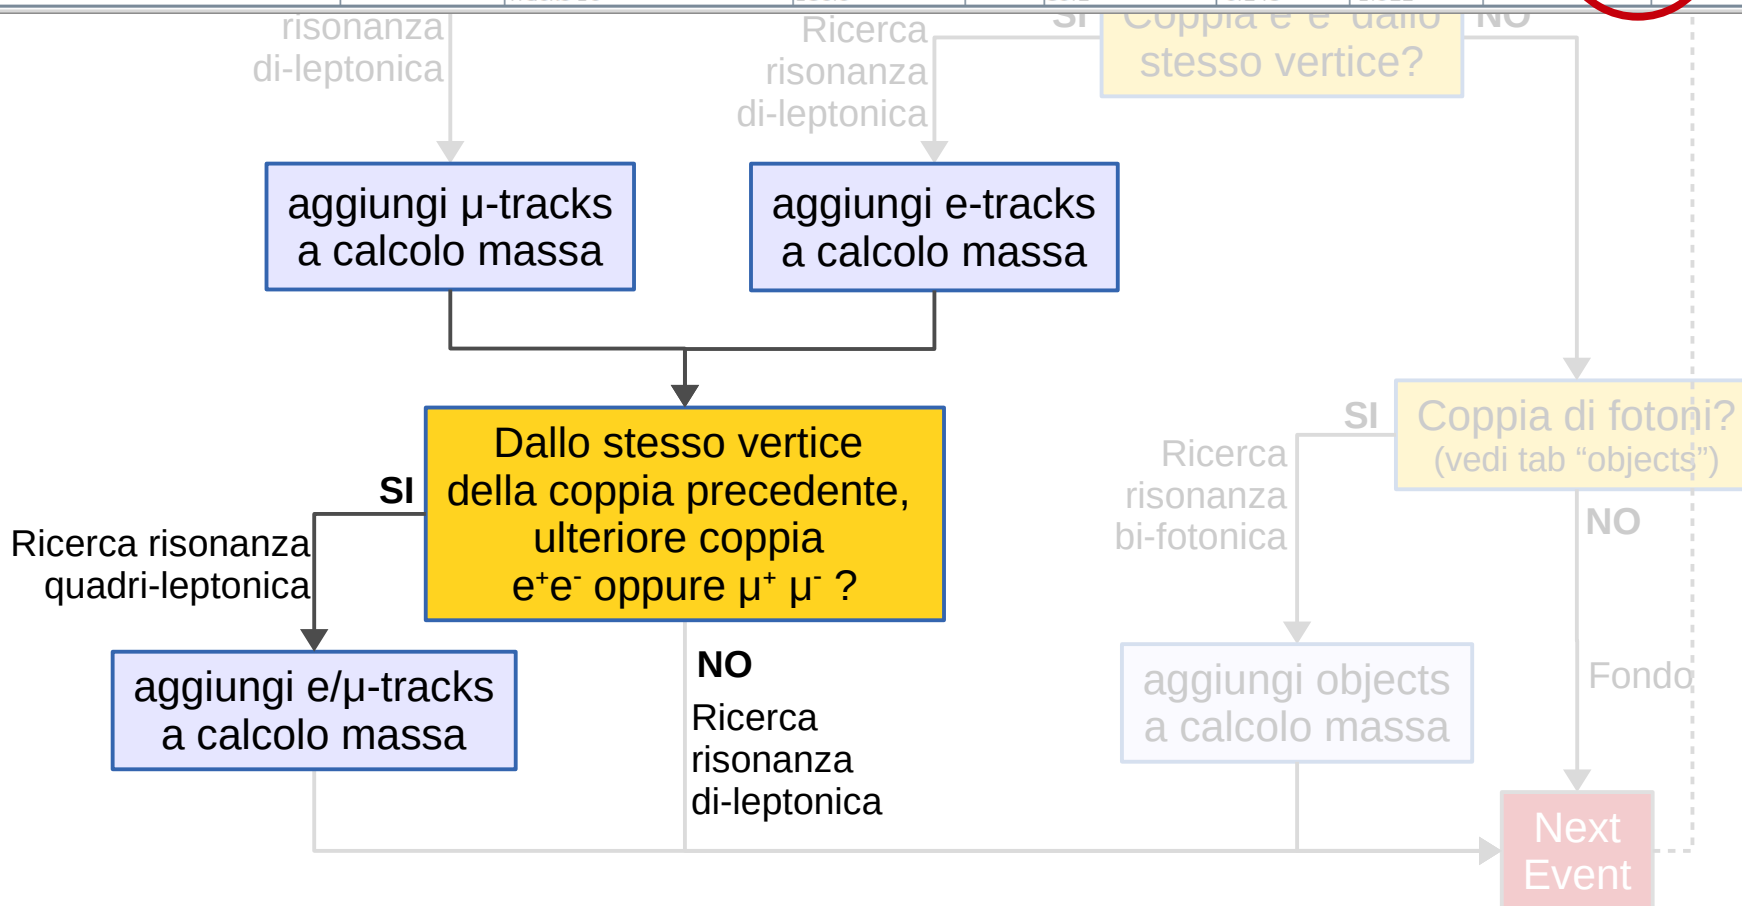 risonanza
di-leptonica
Ricerca
risonanza
di-leptonica
SI
Coppia e e dallo
stesso vertice?
NO
aggiungi μ-tracks
a calcolo massa
aggiungi e-tracks
a calcolo massa
Dallo stesso vertice
della coppia precedente,
ulteriore coppia
e⁺e⁻ oppure μ⁺ μ⁻ ?
SI
Ricerca risonanza
quadri-leptonica
aggiungi e/μ-tracks
a calcolo massa
NO
Ricerca
risonanza
di-leptonica
SI
Coppia di fotoni?
(vedi tab “objects”)
Ricerca
risonanza
bi-fotonica
NO
aggiungi objects
a calcolo massa
Fondo
Next
Event